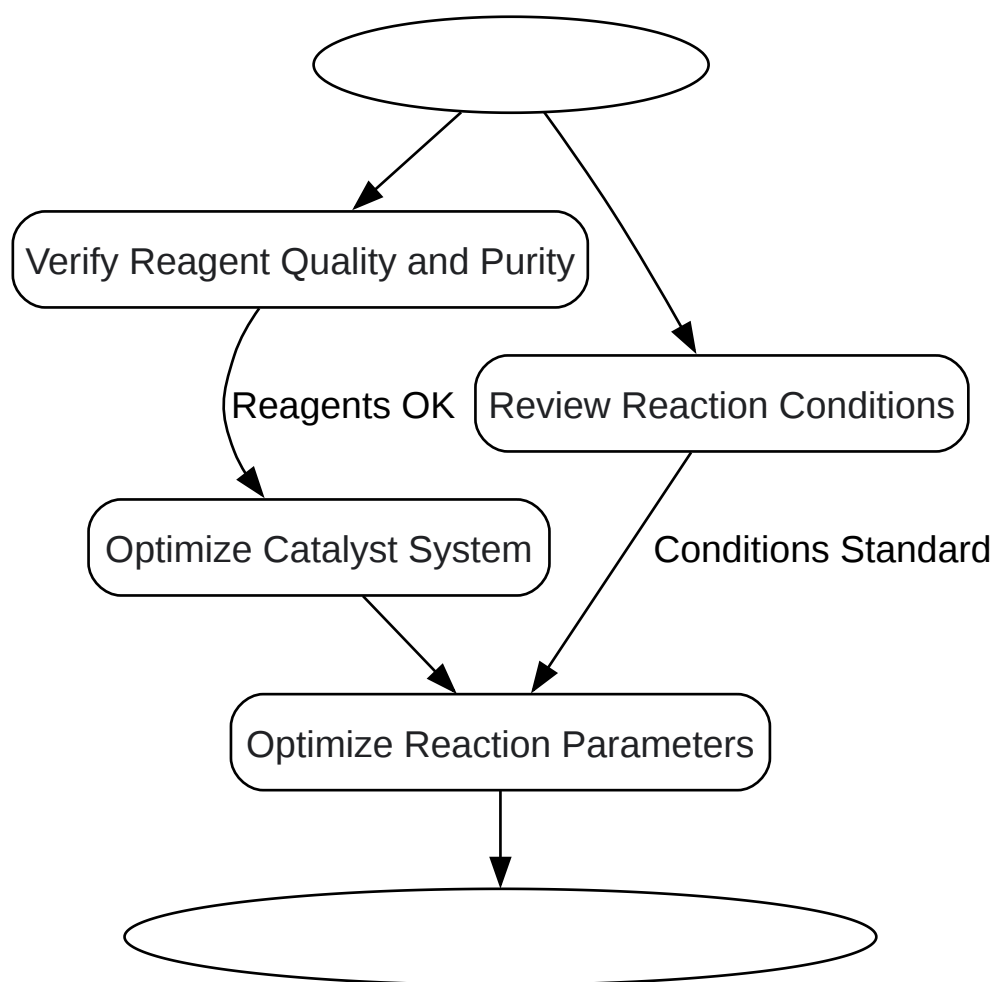 Verify Reagent Quality and Purity
Reagents OK
Review Reaction Conditions
Optimize Catalyst System
Conditions Standard
Optimize Reaction Parameters